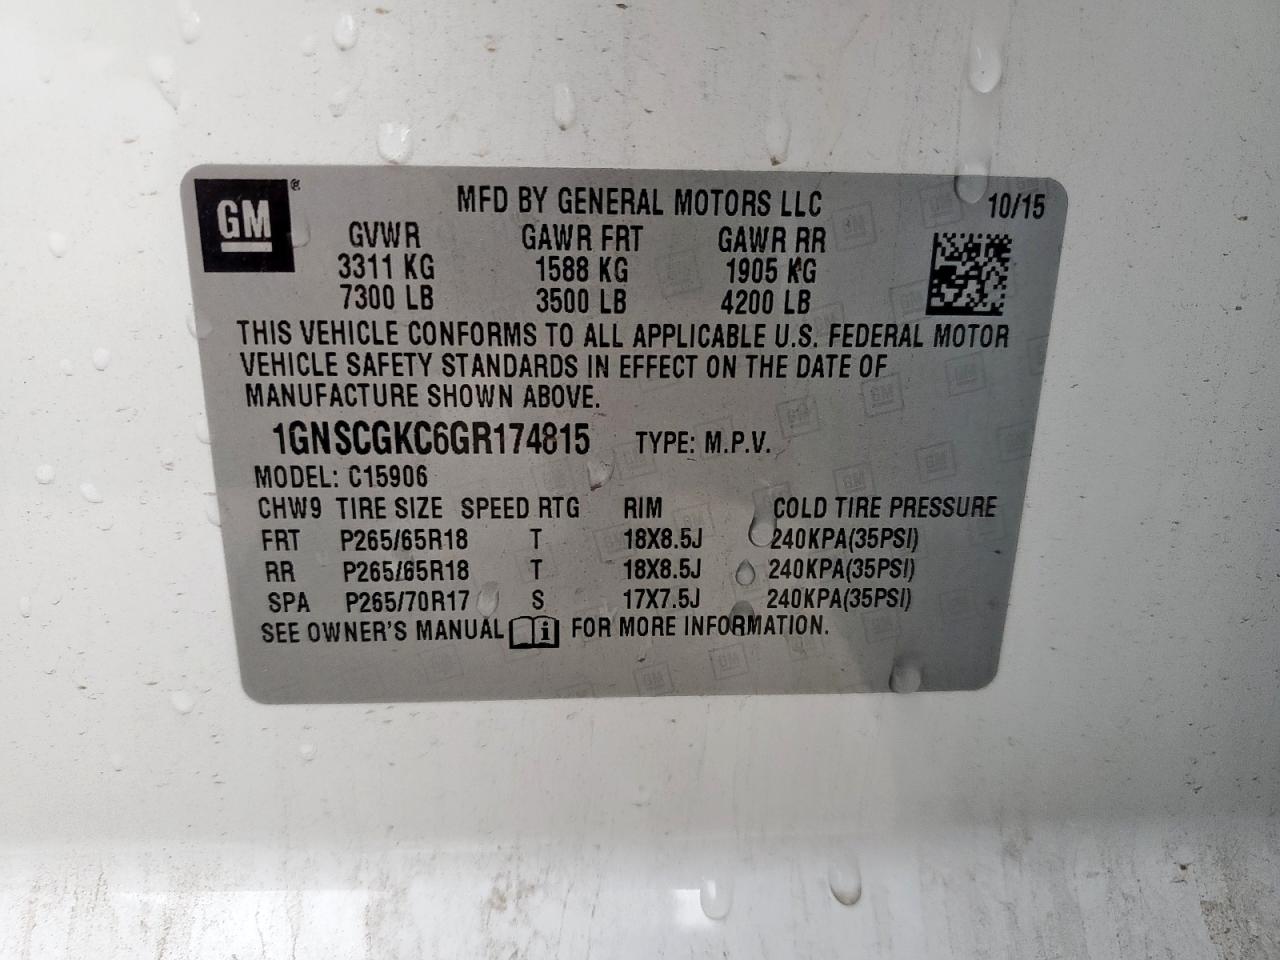 GM®
MFD BY GENERAL MOTORS LLC 10/15
GVWR GAWR FRT GAWR RR
3311 KG 1588 KG 1905 KG
7300 LB 3500 LB 4200 LB
THIS VEHICLE CONFORMS TO ALL APPLICABLE U.S. FEDERAL MOTOR
VEHICLE SAFETY STANDARDS IN EFFECT ON THE DATE OF
MANUFACTURE SHOWN ABOVE.
1GNSCGKC6GR174815 TYPE: M.P.V.
MODEL: C15906
CHW9 TIRE SIZE SPEED RTG RIM COLD TIRE PRESSURE
FRT P265/65R18 T 18X8.5J 240KPA(35PSI)
RR P265/65R18 T 18X8.5J 240KPA(35PSI)
SPA P265/70R17 S 17X7.5J 240KPA(35PSI)
SEE OWNER'S MANUAL i FOR MORE INFORMATION.